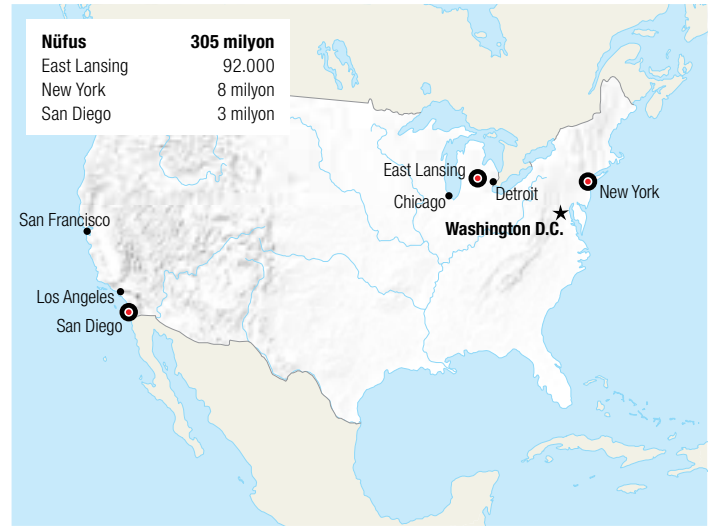 Nüfus 305 milyon
East Lansing 92.000
New York 8 milyon
San Diego 3 milyon
East Lansing
Detroit
Chicago
New York
Washington D.C.
San Francisco
Los Angeles
San Diego